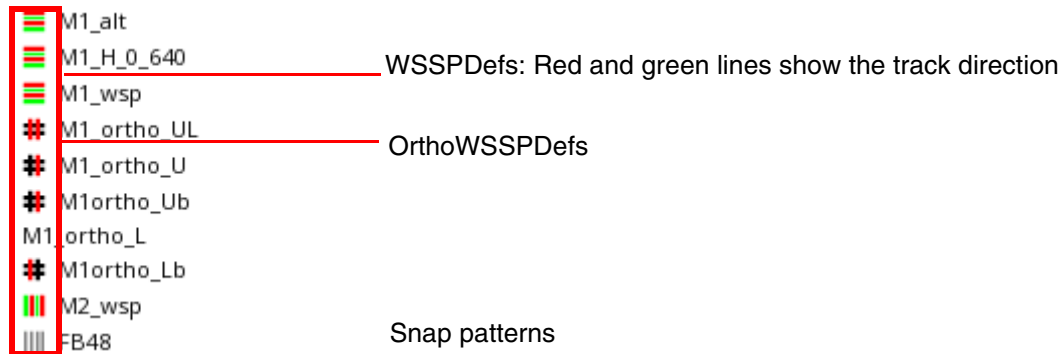 M1_alt
M1_H_0_640
WSSPDefs: Red and green lines show the track direction
M1_wsp
M1_ortho_UL
OrthoWSSPDefs
M1_ortho_U
M1ortho_Ub
M1_ortho_L
M1ortho_Lb
M2_wsp
FB48
Snap patterns